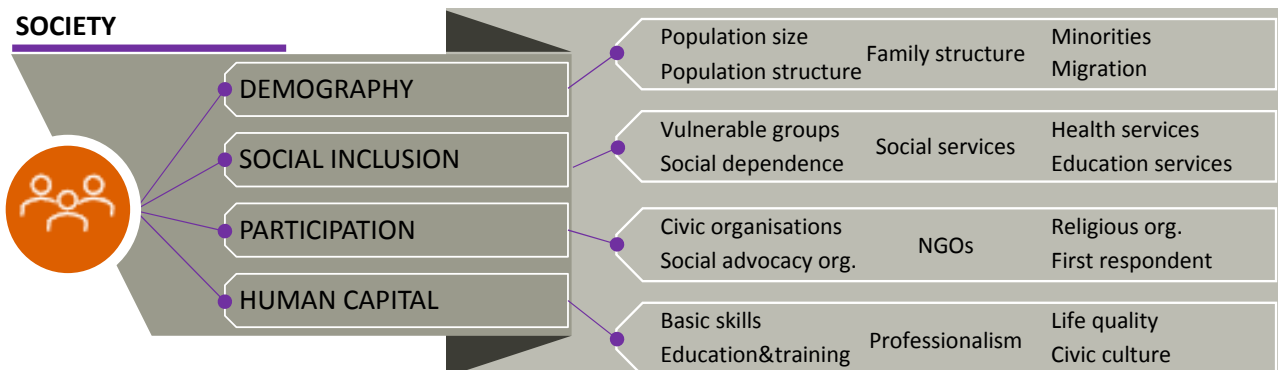 SOCIETY
DEMOGRAPHY
Population size
Population structure
Family structure
Minorities
Migration
SOCIAL INCLUSION
Vulnerable groups
Social dependence
Social services
Health services
Education services
PARTICIPATION
Civic organisations
Social advocacy org.
NGOs
Religious org.
First respondent
HUMAN CAPITAL
Basic skills
Education&training
Professionalism
Life quality
Civic culture